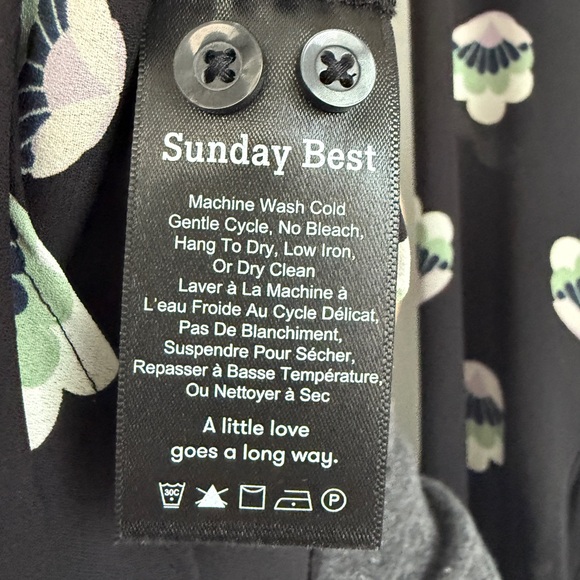 Sunday Best
Machine Wash Cold
Gentle Cycle, No Bleach,
Hang To Dry, Low Iron,
Or Dry Clean
Laver à La Machine à
L'eau Froide Au Cycle Délicat,
Pas De Blanchiment,
Suspendre Pour Sécher,
Repasser à Basse Température,
Ou Nettoyer à Sec
A little love
goes a long way.
30C P